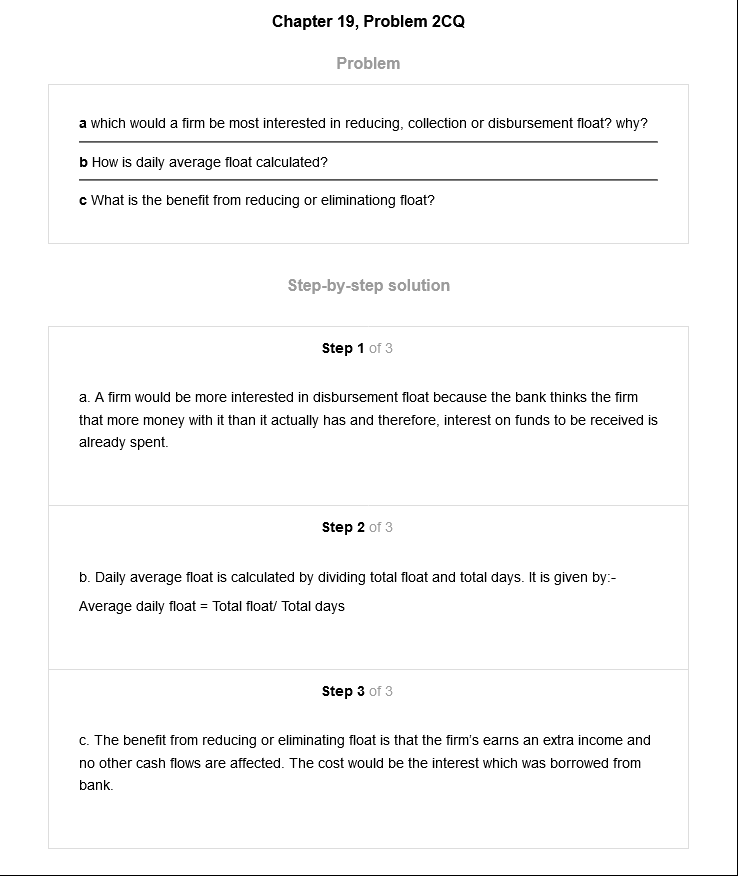 Chapter 19, Problem 2CQ
Problem
a which would a firm be most interested in reducing, collection or disbursement float? why?
b How is daily average float calculated?
c What is the benefit from reducing or eliminationg float?
Step-by-step solution
Step 1 of 3
a. A firm would be more interested in disbursement float because the bank thinks the firm
that more money with it than it actually has and therefore, interest on funds to be received is
already spent.
Step 2 of 3
b. Daily average float is calculated by dividing total float and total days. It is given by:-
Average daily float = Total float/ Total days
Step 3 of 3
c. The benefit from reducing or eliminating float is that the firm's earns an extra income and
no other cash flows are affected. The cost would be the interest which was borrowed from
bank.